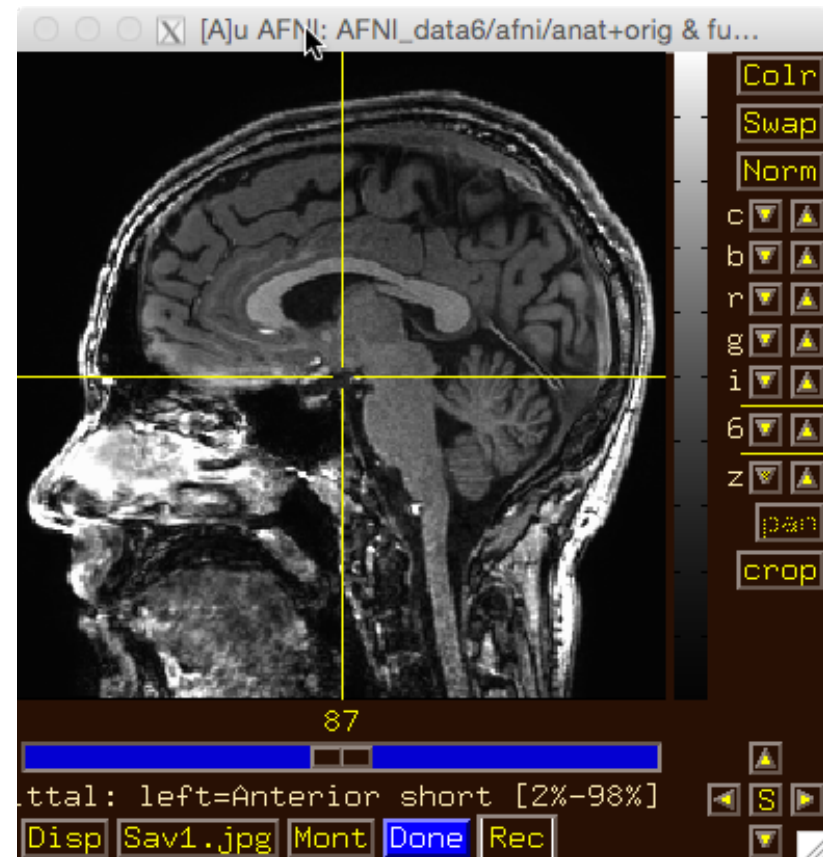 [A]u AFNI: AFNI_data6/afni/anat+orig & fu...
Colr
Swap
Norm
c
b
r
g
i
6
z
pan
crop
87
.ttal: left=Anterior short [2%-98%]
S
Disp Sav1.jpg Mont Done Rec